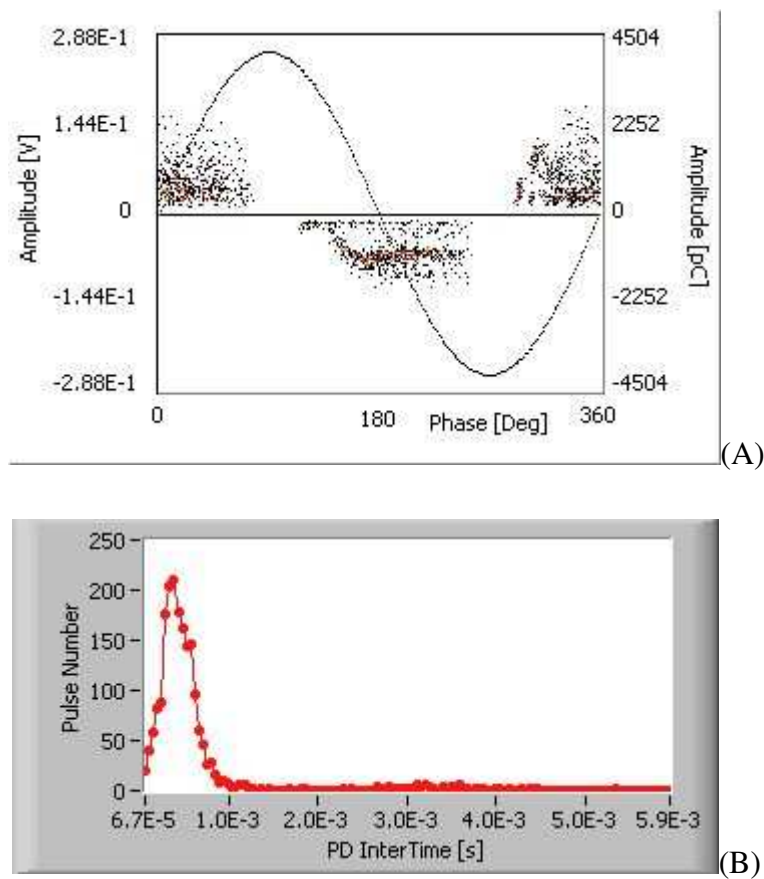 2.88E-1
1.44E-1
0
-1.44E-1
-2.88E-1
Amplitude [V]
4504
2252
0
-2252
-4504
Amplitude [pC]
0 180 360
Phase [Deg]
(A)
250
200
150
100
50
0
Pulse Number
6.7E-5 1.0E-3 2.0E-3 3.0E-3 4.0E-3 5.0E-3 5.9E-3
PD InterTime [s]
(B)